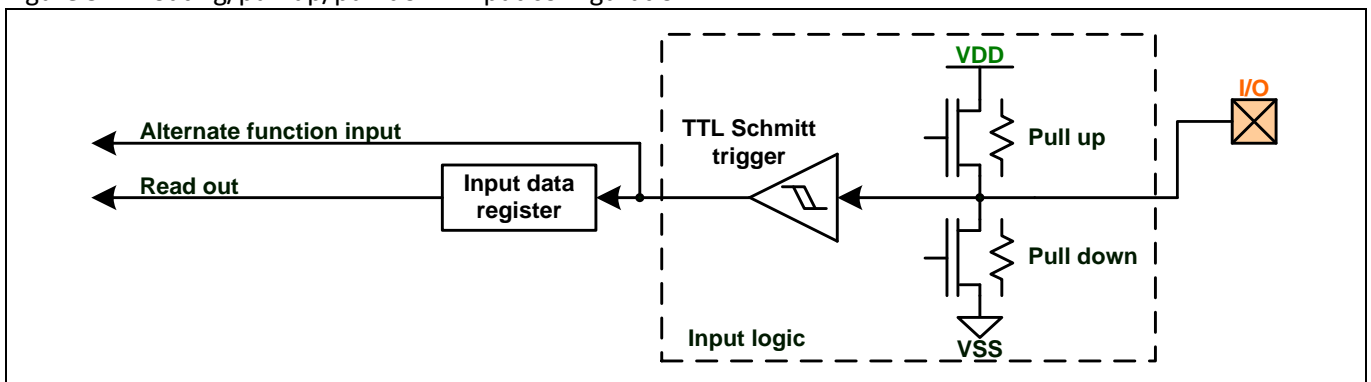 VDD
I/O
Alternate function input
TTL Schmitt
trigger
Pull up
Read out
Input data
register
Pull down
Input logic
VSS